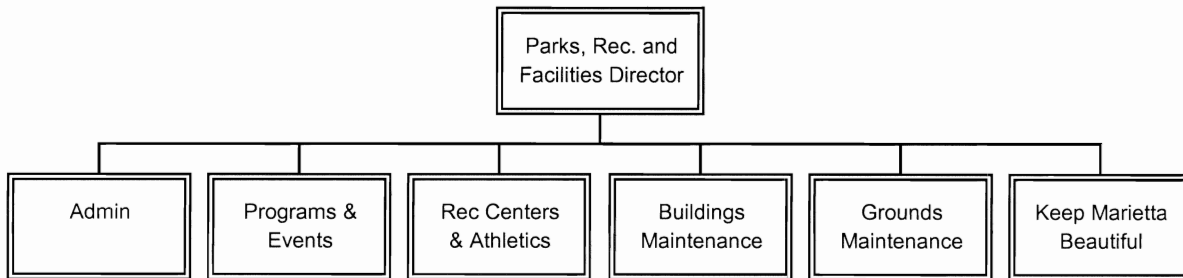 Parks, Rec. and
Facilities Director
Admin
Programs &
Events
Rec Centers
& Athletics
Buildings
Maintenance
Grounds
Maintenance
Keep Marietta
Beautiful